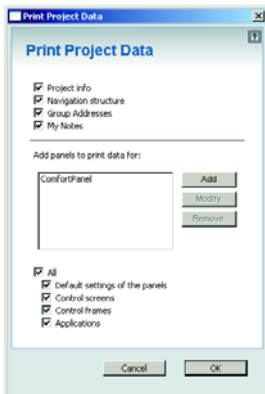 Print Project Data
Print Project Data
Project info
Navigation structure
Group Addresses
My Notes
Add panels to print data for:
ComfortPanel
Add
Modify
Remove
All
Default settings of the panels
Control screens
Control frames
Applications
Cancel
OK